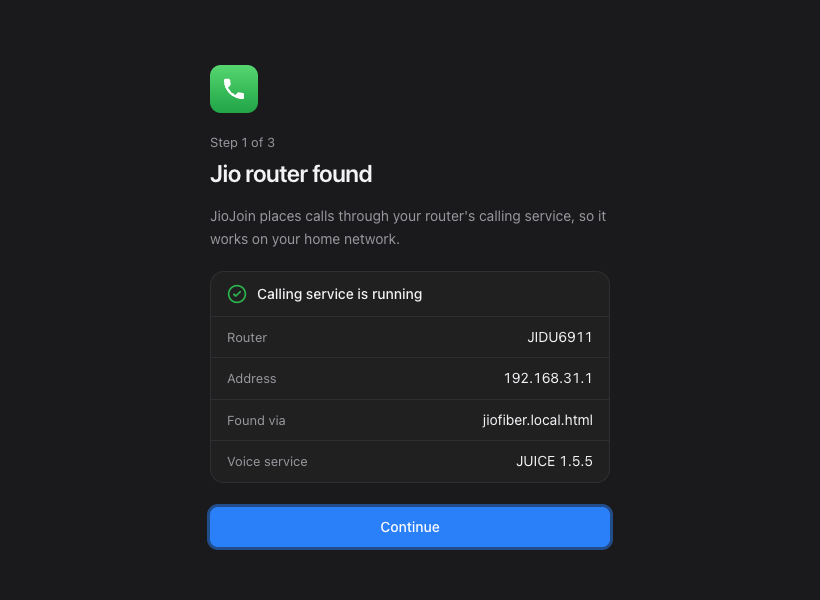 Step 1 of 3
Jio router found
JioJoin places calls through your router's calling service, so it
works on your home network.
Calling service is running
Router JIDU6911
Address 192.168.31.1
Found via jiofiber.local.html
Voice service JUICE 1.5.5
Continue